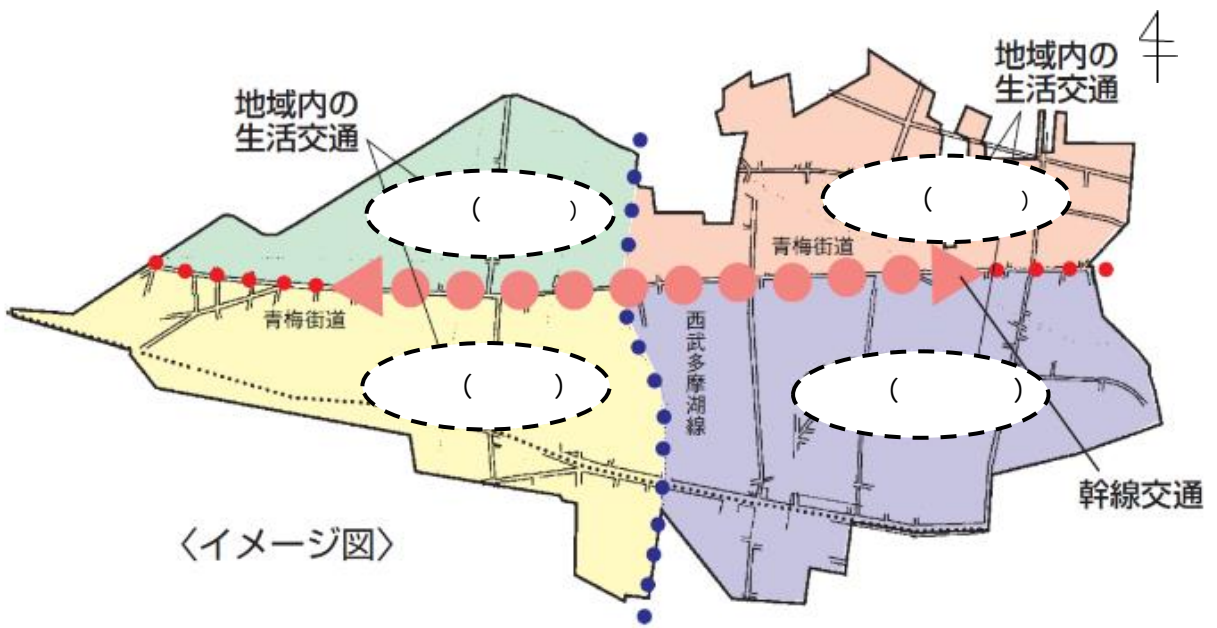 地域内の
生活交通
地域内の
生活交通
(　　　)
(　　　)
青梅街道
青梅街道
西武多摩湖線
(　　　)
(　　　)
幹線交通
〈イメージ図〉